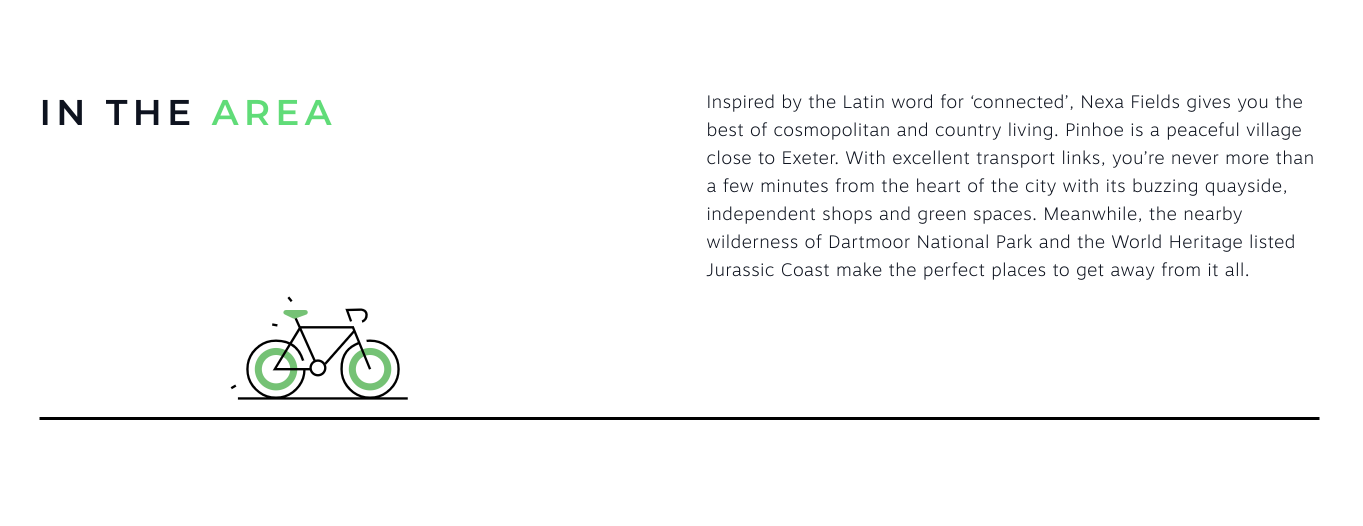 IN THE AREA
Inspired by the Latin word for ‘connected’, Nexa Fields gives you the
best of cosmopolitan and country living. Pinhoe is a peaceful village
close to Exeter. With excellent transport links, you’re never more than
a few minutes from the heart of the city with its buzzing quayside,
independent shops and green spaces. Meanwhile, the nearby
wilderness of Dartmoor National Park and the World Heritage listed
Jurassic Coast make the perfect places to get away from it all.